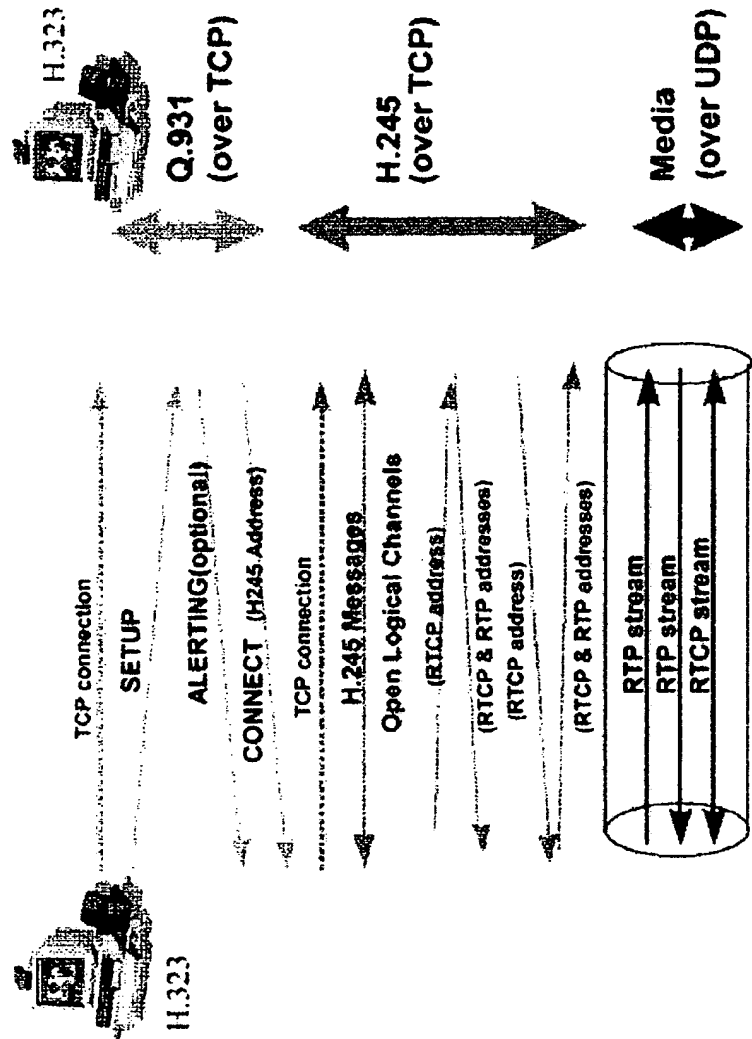 H.323
H.323
TCP connection
SETUP
ALERTING(optional)
CONNECT (H245 Address)
Q.931
(over TCP)
TCP connection
H.245 Messages
Open Logical Channels
(RTCP address)
(RTCP & RTP addresses)
(RTCP address)
(RTCP & RTP addresses)
H.245
(over TCP)
RTP stream
RTP stream
RTCP stream
Media
(over UDP)